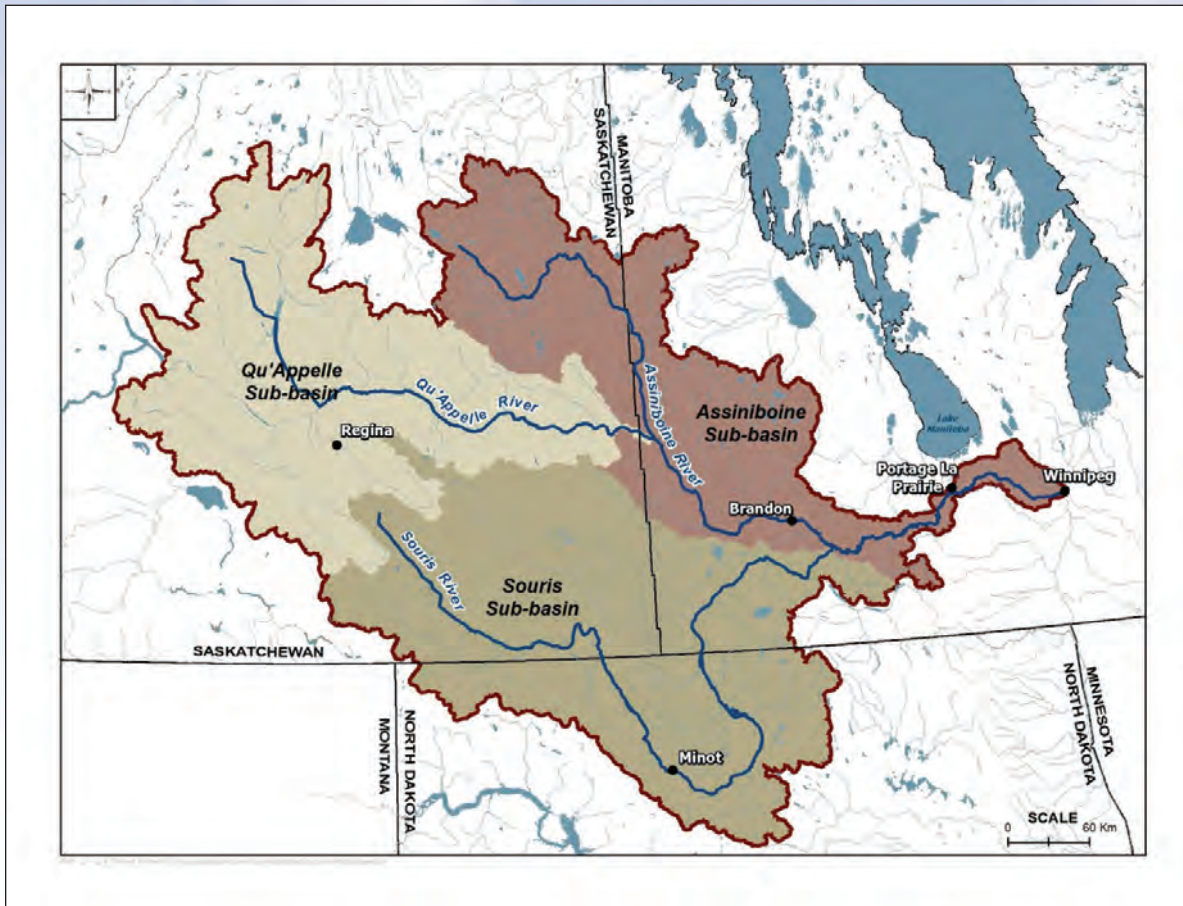 SASKATCHEWAN
MANITOBA
Qu'Appelle
Sub-basin
Qu'Appelle River
Regina
Assiniboine River
Assiniboine
Sub-basin
Lake
Manitoba
Portage La
Prairie
Winnipeg
Brandon
Souris River
Souris
Sub-basin
SASKATCHEWAN
MONTANA
NORTH DAKOTA
Minot
MINNESOTA
NORTH DAKOTA
SCALE
0 60 Km